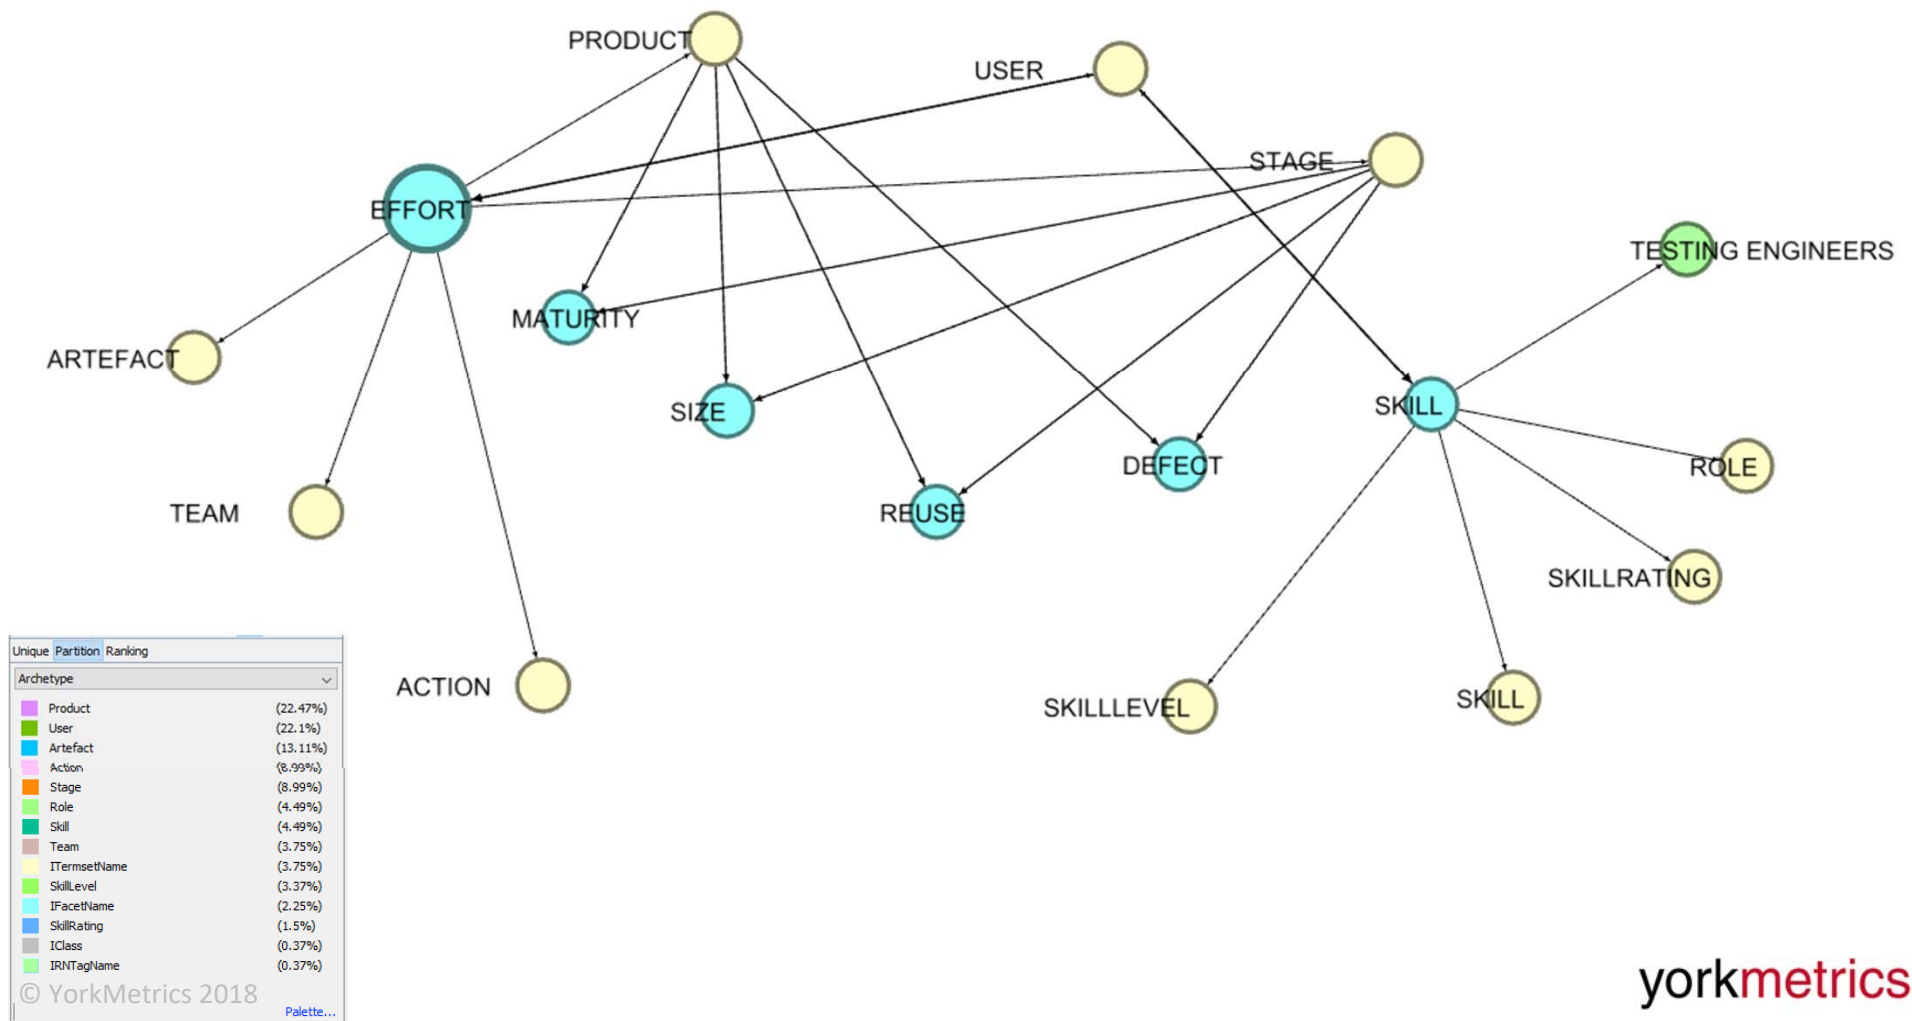 PRODUCT
USER
STAGE
EFFORT
TESTING ENGINEERS
MATURITY
ARTEFACT
SIZE
SKILL
DEFECT
ROLE
TEAM
REUSE
SKILLRATING
ACTION
SKILLLEVEL
SKILL
Unique Partition Ranking
Archetype
Product (22.47%)
User (22.1%)
Artefact (13.11%)
Action (8.99%)
Stage (8.99%)
Role (4.49%)
Skill (4.49%)
Team (3.75%)
ITermsetName (3.75%)
SkillLevel (3.37%)
IFacetName (2.25%)
SkillRating (1.5%)
IClass (0.37%)
IRNTagName (0.37%)
© YorkMetrics 2018
Palette...
yorkmetrics